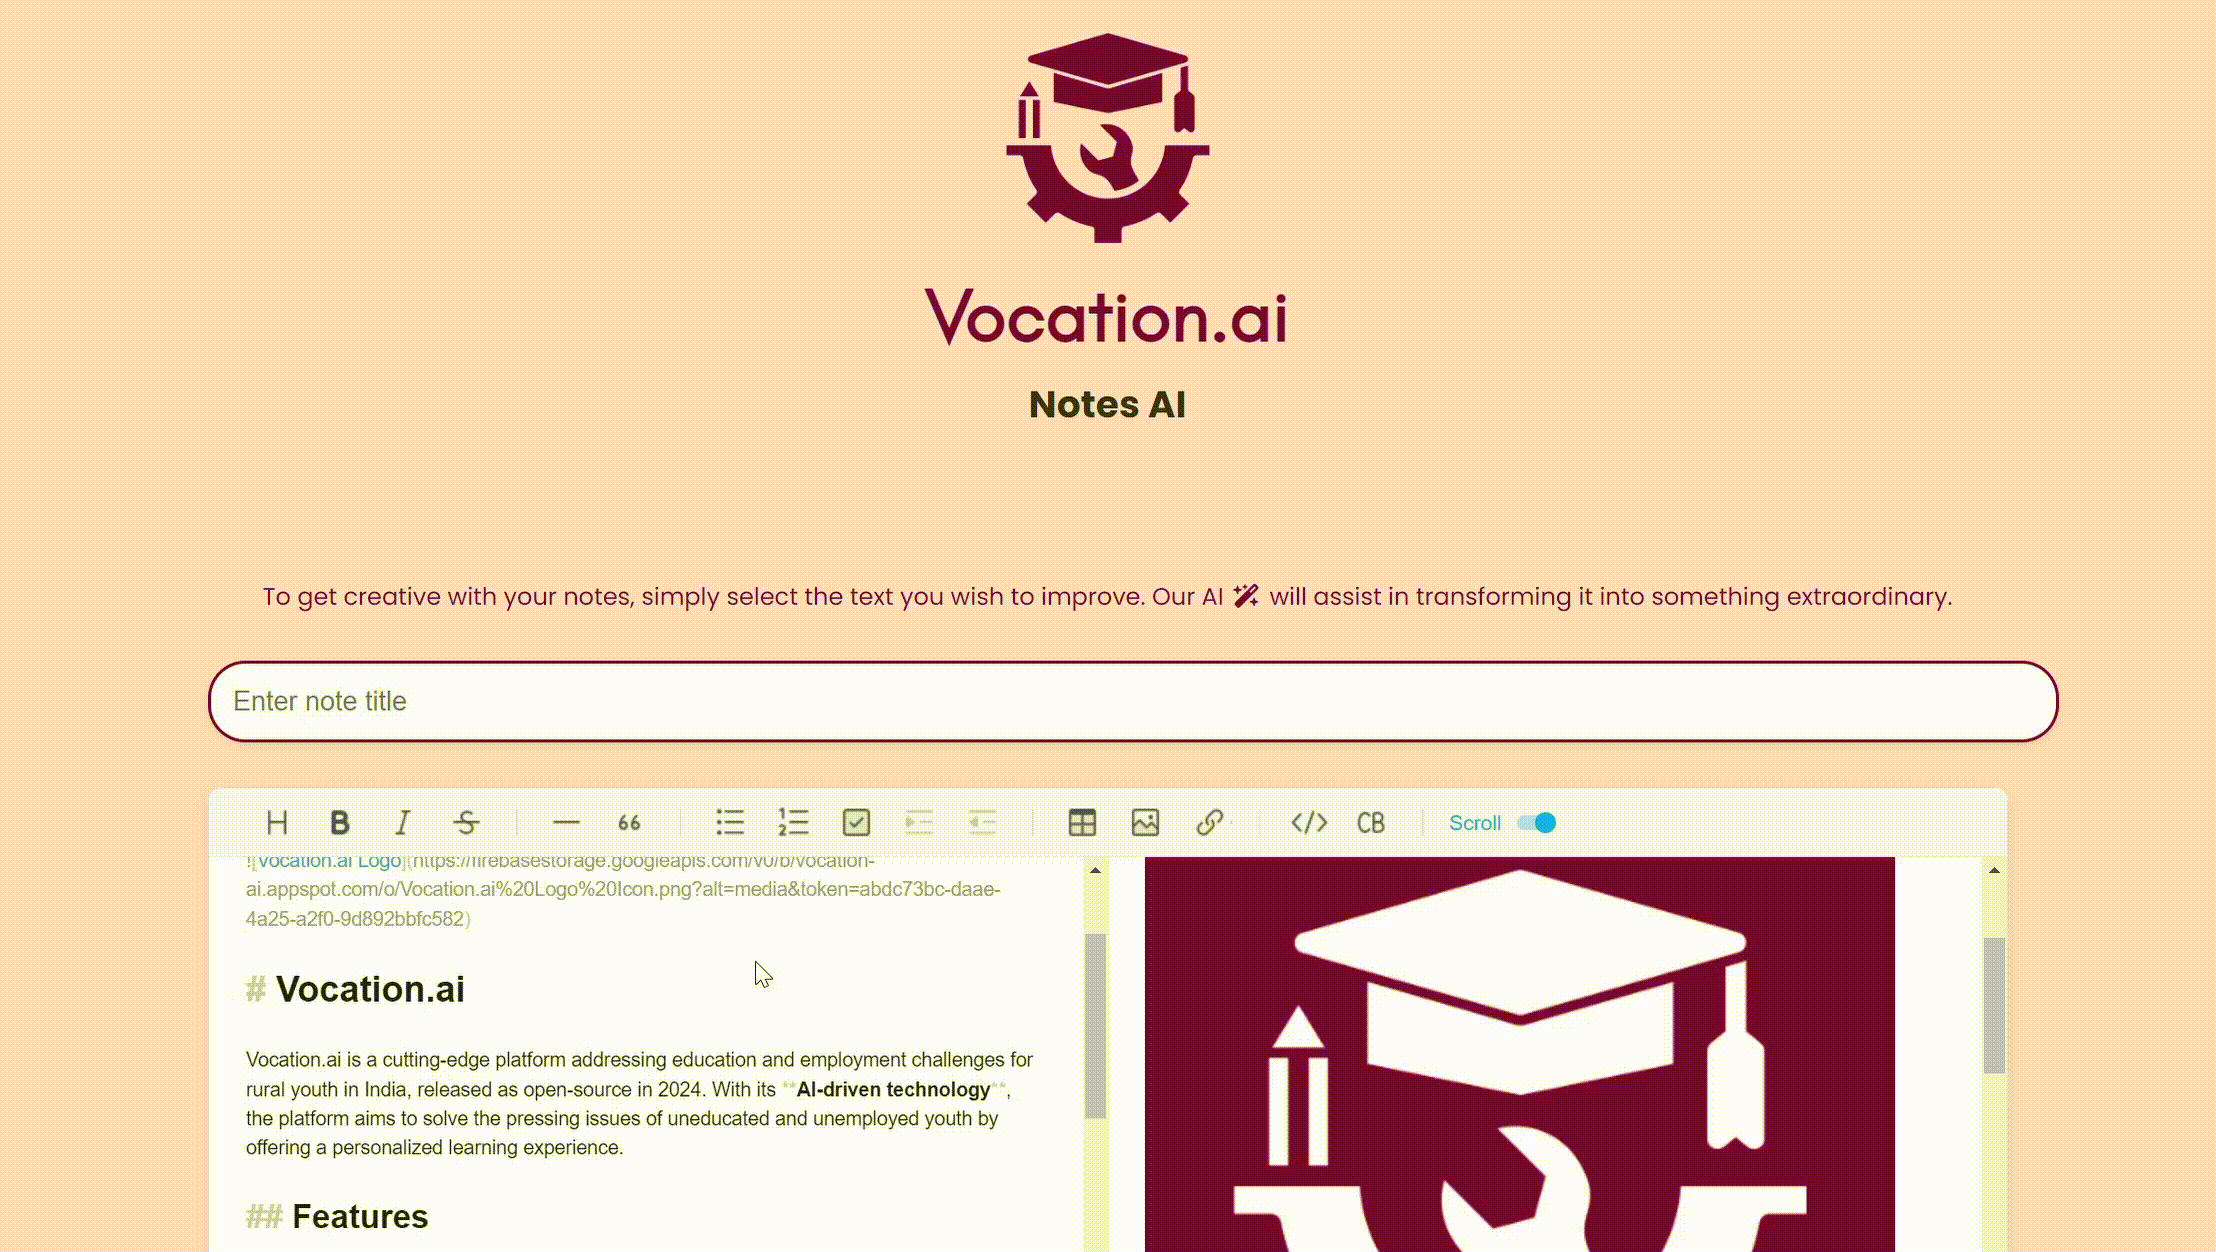 Vocation.ai
Notes AI
To get creative with your notes, simply select the text you wish to improve. Our AI will assist in transforming it into something extraordinary.
Enter note title
H B I S 66 CB Scroll
![Vocation.ai Logo](https://firebasestorage.googleapis.com/v0/b/vocation-
ai.appspot.com/o/Vocation.ai%20Logo%20Icon.png?alt=media&token=abdc73bc-daae-
4a25-a2f0-9d892bbfc582)
# Vocation.ai
Vocation.ai is a cutting-edge platform addressing education and employment challenges for
rural youth in India, released as open-source in 2024. With its **AI-driven technology**,
the platform aims to solve the pressing issues of uneducated and unemployed youth by
offering a personalized learning experience.
## Features